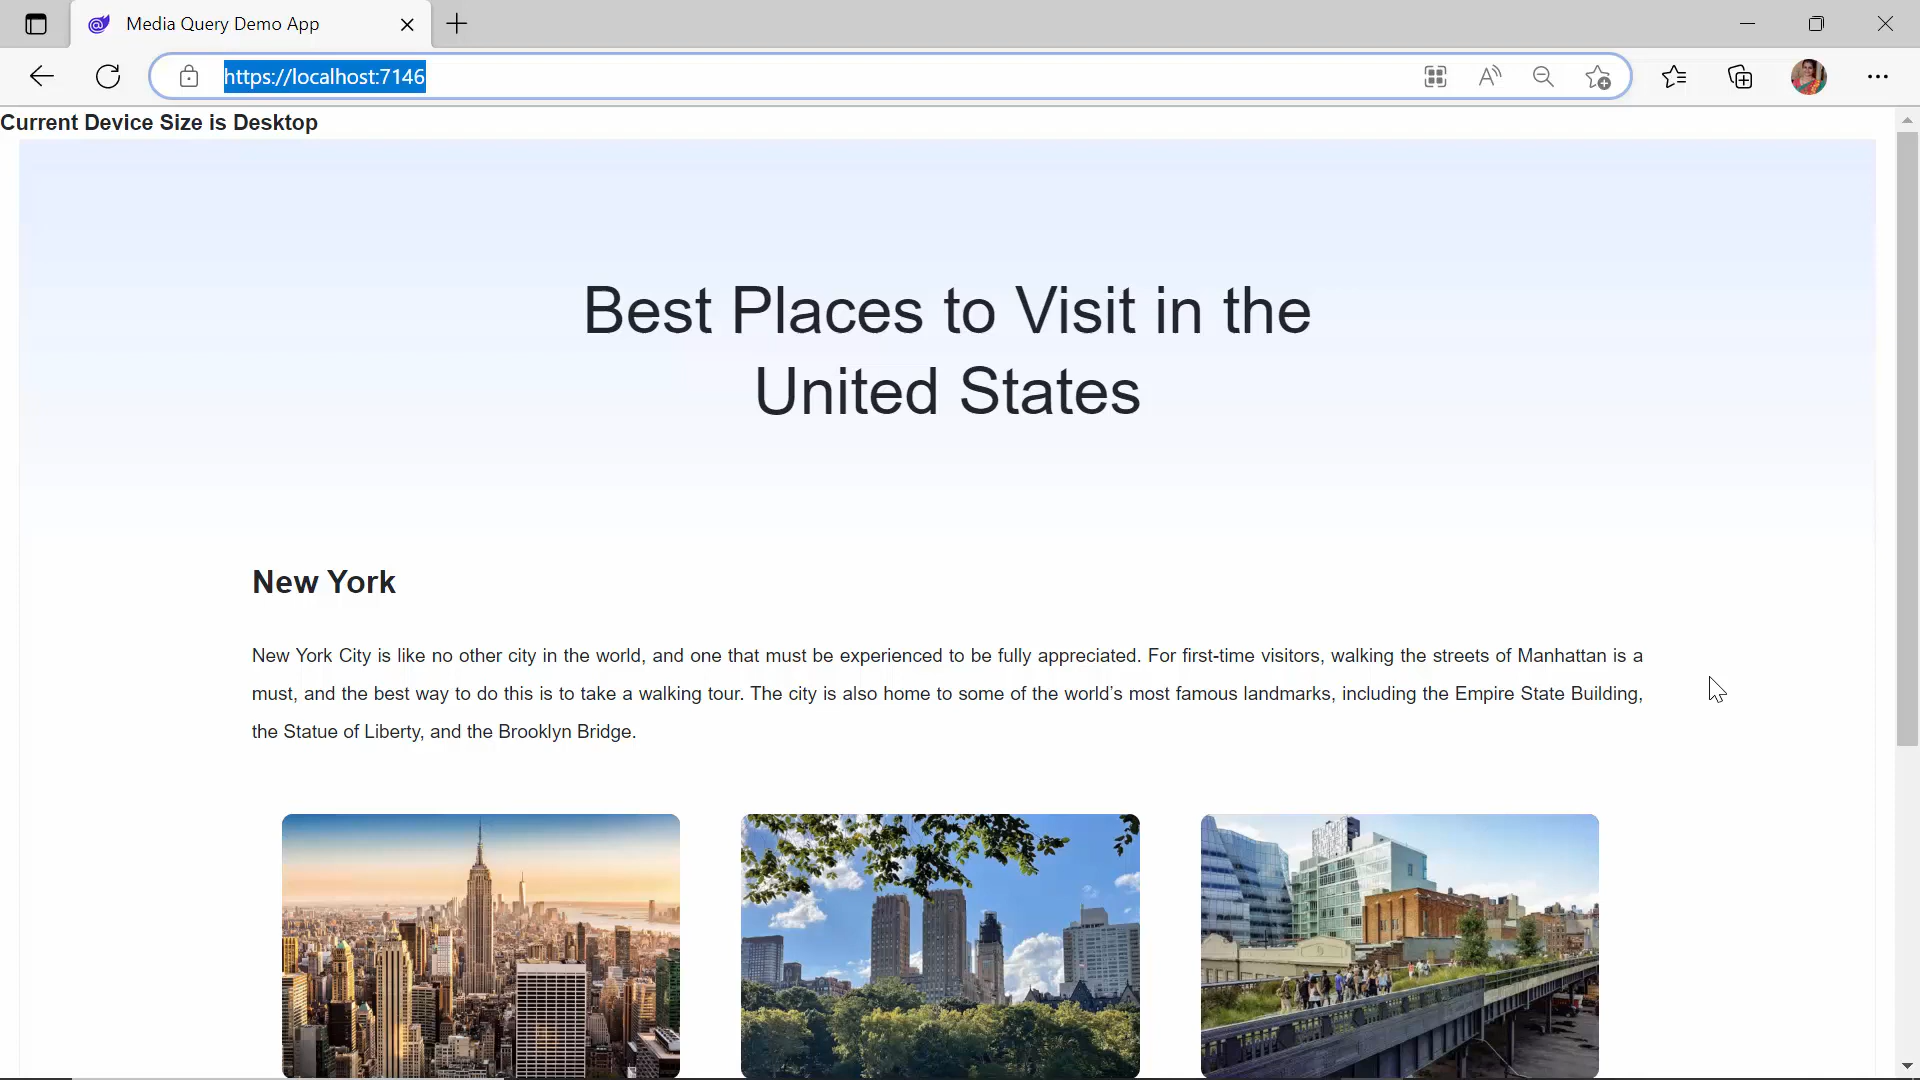 Media Query Demo App
https://localhost:7146
Current Device Size is Desktop
Best Places to Visit in the
United States
New York
New York City is like no other city in the world, and one that must be experienced to be fully appreciated. For first-time visitors, walking the streets of Manhattan is a
must, and the best way to do this is to take a walking tour. The city is also home to some of the world’s most famous landmarks, including the Empire State Building,
the Statue of Liberty, and the Brooklyn Bridge.